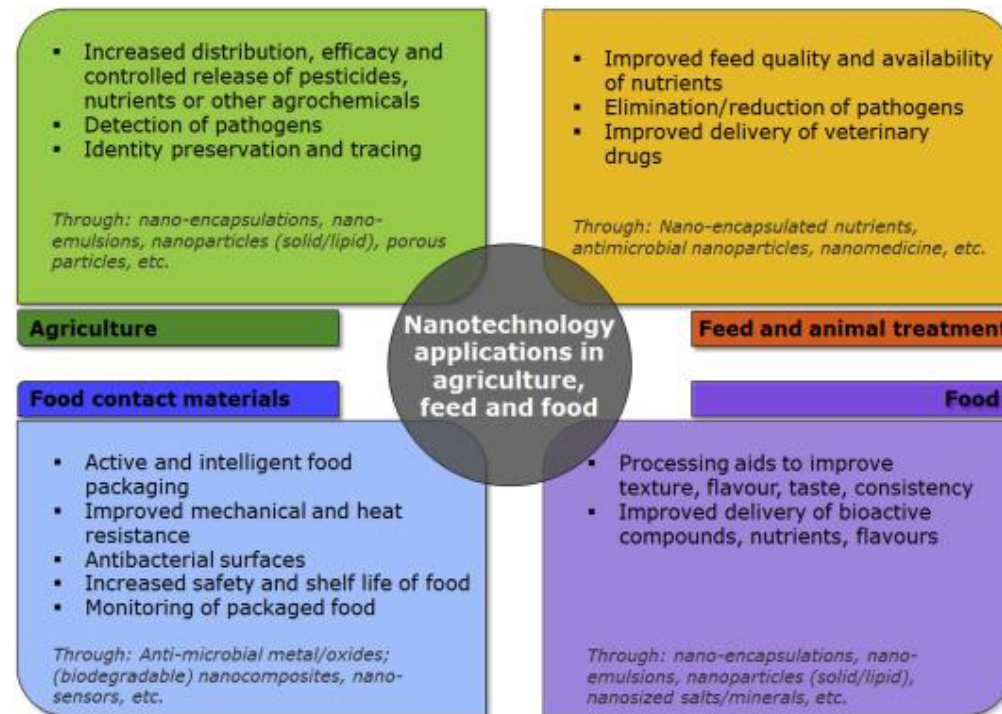 ▪ Increased distribution, efficacy and
controlled release of pesticides,
nutrients or other agrochemicals
▪ Detection of pathogens
▪ Identity preservation and tracing
Through: nano-encapsulations, nano-
emulsions, nanoparticles (solid/lipid), porous
particles, etc.
Agriculture
▪ Improved feed quality and availability
of nutrients
▪ Elimination/reduction of pathogens
▪ Improved delivery of veterinary
drugs
Through: Nano-encapsulated nutrients,
antimicrobial nanoparticles, nanomedicine, etc.
Feed and animal treatment
Nanotechnology
applications in
agriculture,
feed and food
Food contact materials
▪ Active and intelligent food
packaging
▪ Improved mechanical and heat
resistance
▪ Antibacterial surfaces
▪ Increased safety and shelf life of food
▪ Monitoring of packaged food
Through: Anti-microbial metal/oxides;
(biodegradable) nanocomposites, nano-
sensors, etc.
Food
▪ Processing aids to improve
texture, flavour, taste, consistency
▪ Improved delivery of bioactive
compounds, nutrients, flavours
Through: nano-encapsulations, nano-
emulsions, nanoparticles (solid/lipid),
nanosized salts/minerals, etc.